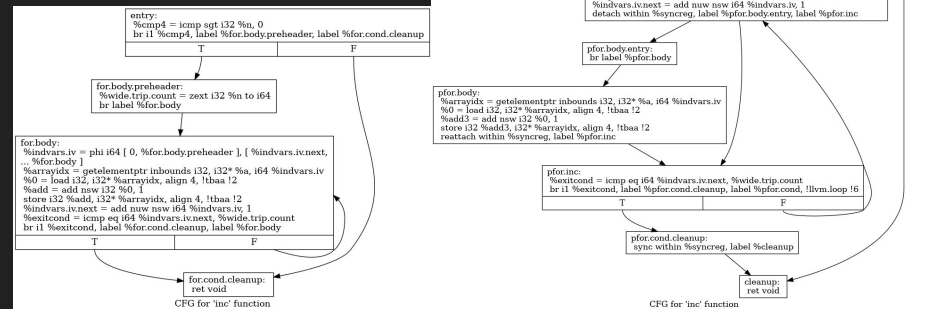 entry:
%cmp4 = icmp sgt i32 %n, 0
br i1 %cmp4, label %for.body.preheader, label %for.cond.cleanup
T F
for.body.preheader:
%wide.trip.count = zext i32 %n to i64
br label %for.body
for.body:
%indvars.iv = phi i64 [ 0, %for.body.preheader ], [ %indvars.iv.next,
... %for.body ]
%arrayidx = getelementptr inbounds i32, i32* %a, i64 %indvars.iv
%0 = load i32, i32* %arrayidx, align 4, !tbaa !2
%add = add nsw i32 %0, 1
store i32 %add, i32* %arrayidx, align 4, !tbaa !2
%indvars.iv.next = add nuw nsw i64 %indvars.iv, 1
%exitcond = icmp eq i64 %indvars.iv.next, %wide.trip.count
br i1 %exitcond, label %for.cond.cleanup, label %for.body
T F
for.cond.cleanup:
ret void
CFG for 'inc' function
%indvars.iv.next = add nuw nsw i64 %indvars.iv, 1
detach within %syncreg, label %pfor.body.entry, label %pfor.inc
pfor.body.entry:
br label %pfor.body
pfor.body:
%arrayidx = getelementptr inbounds i32, i32* %a, i64 %indvars.iv
%0 = load i32, i32* %arrayidx, align 4, !tbaa !2
%add3 = add nsw i32 %0, 1
store i32 %add3, i32* %arrayidx, align 4, !tbaa !2
reattach within %syncreg, label %pfor.inc
pfor.inc:
%exitcond = icmp eq i64 %indvars.iv.next, %wide.trip.count
br i1 %exitcond, label %pfor.cond.cleanup, label %pfor.cond, !llvm.loop !6
T F
pfor.cond.cleanup:
sync within %syncreg, label %cleanup
cleanup:
ret void
CFG for 'inc' function